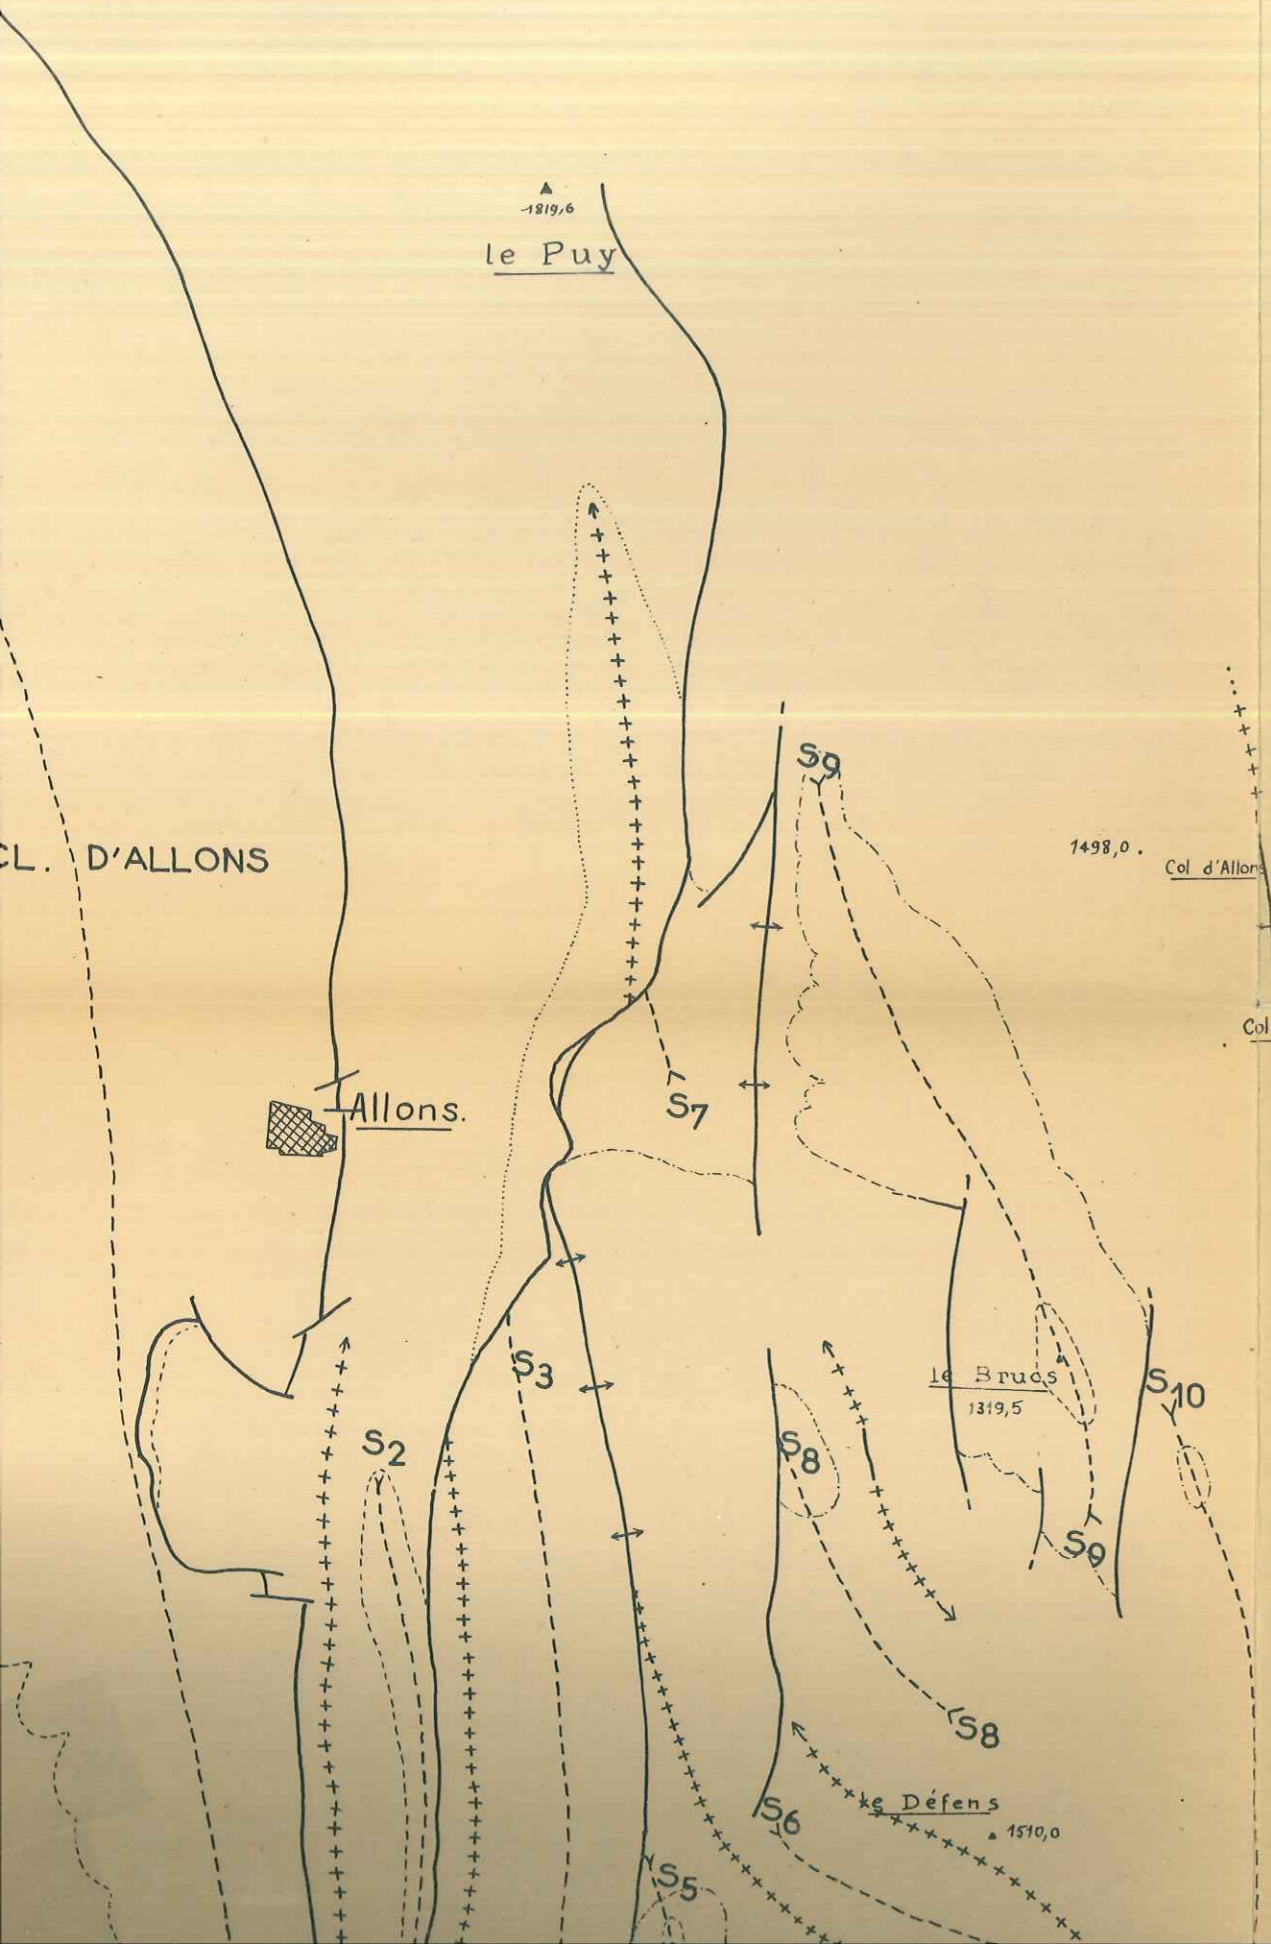 1819,6
le Puy
S9
1498,0.
CL. D'ALLONS
Col d'Allons
Col
S7
Allons.
S3
le Brucs
1319,5
S10
S2
S8
S9
S8
le Défens
S6
1510,0
S5